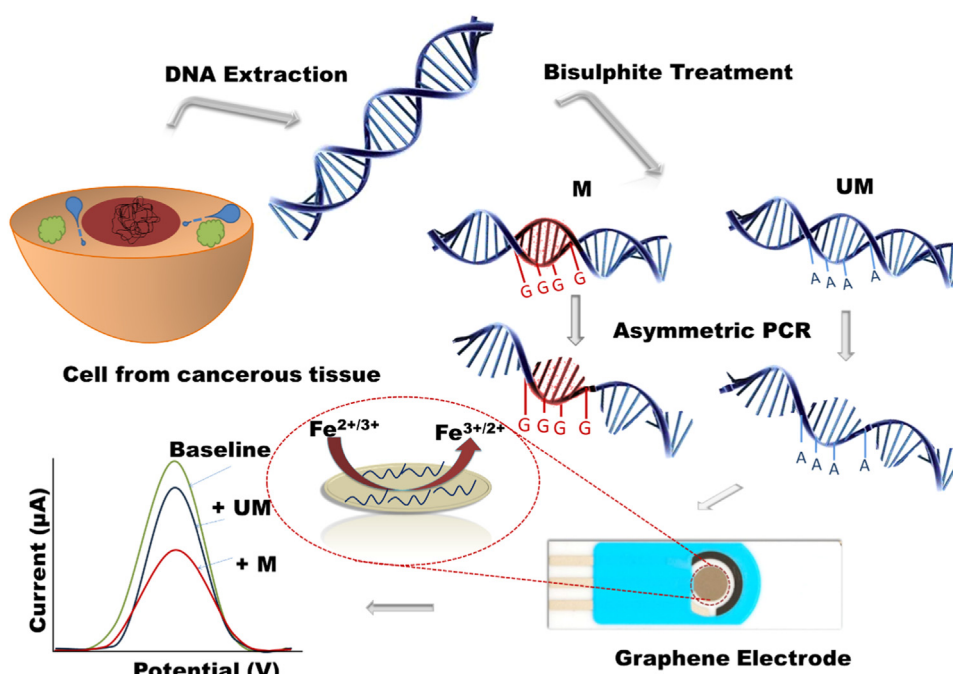 DNA Extraction
Bisulphite Treatment
M
UM
G G G G
A A A A
Asymmetric PCR
Cell from cancerous tissue
G G G G
A A A A
Fe2+/3+
Fe3+/2+
Baseline
+ UM
+ M
Current (µA)
Potential (V)
Graphene Electrode